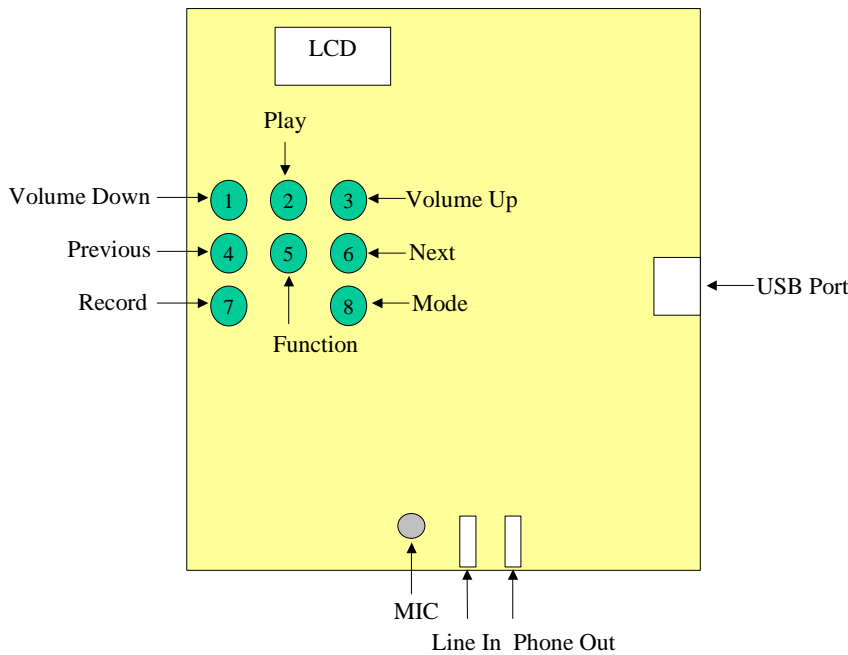 LCD
Play
Volume Down
1
2
3
Volume Up
Previous
4
5
6
Next
Record
7
8
Mode
Function
USB Port
MIC
Line In
Phone Out